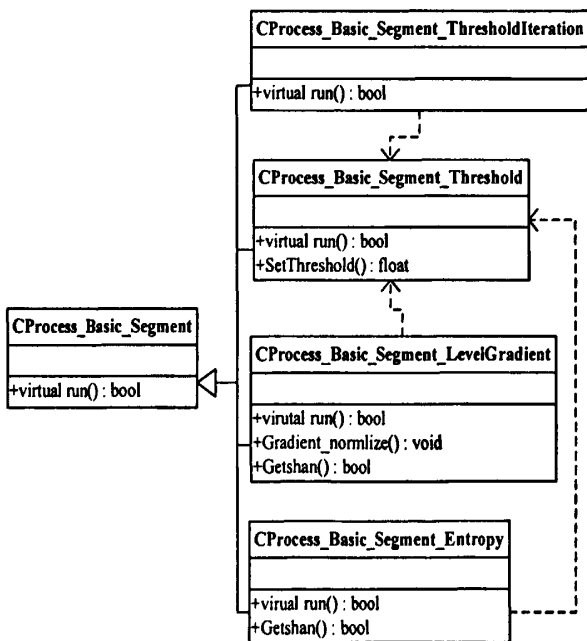 CProcess_Basic_Segment_ThresholdIteration
+virtual run() : bool
CProcess_Basic_Segment_Threshold
+virtual run() : bool
+SetThreshold() : float
CProcess_Basic_Segment
+virtual run() : bool
CProcess_Basic_Segment_LevelGradient
+virutal run() : bool
+Gradient_normlize() : void
+Getshan() : bool
CProcess_Basic_Segment_Entropy
+virual run() : bool
+Getshan() : bool